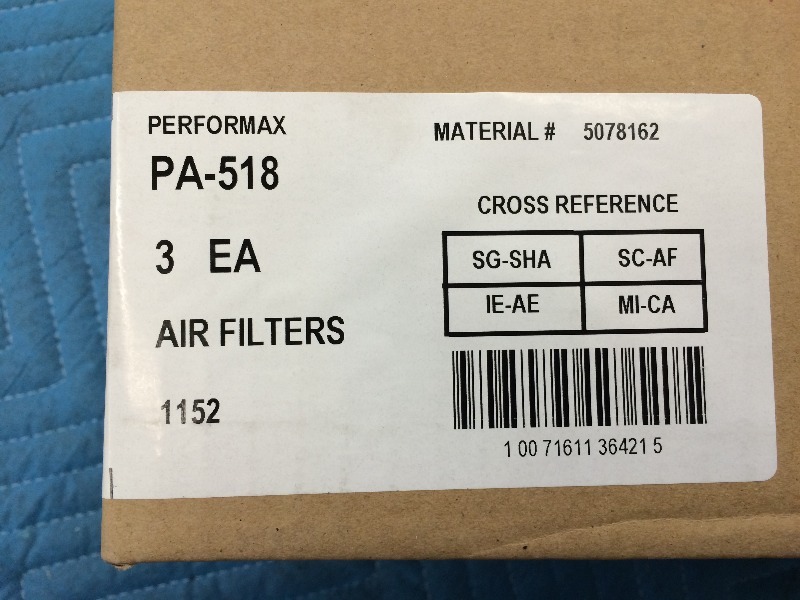 PERFORMAX
PA-518
3 EA
AIR FILTERS
1152
MATERIAL # 5078162
CROSS REFERENCE
SG-SHA SC-AF
IE-AE MI-CA
1 00 71611 36421 5